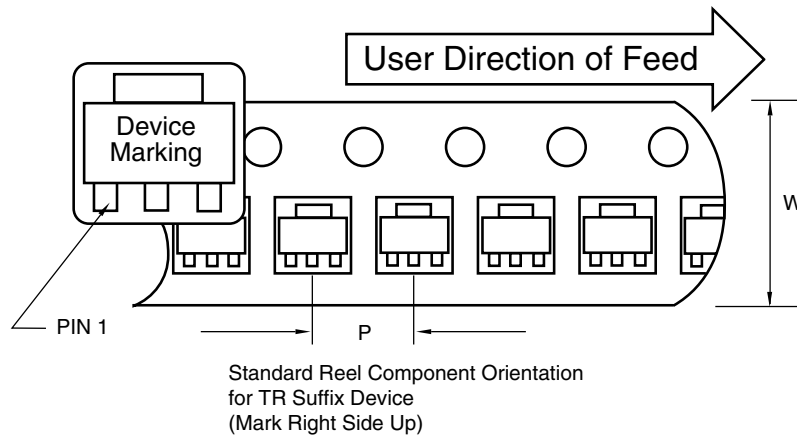 User Direction of Feed
Device
Marking
W
PIN 1
P
Standard Reel Component Orientation
for TR Suffix Device
(Mark Right Side Up)